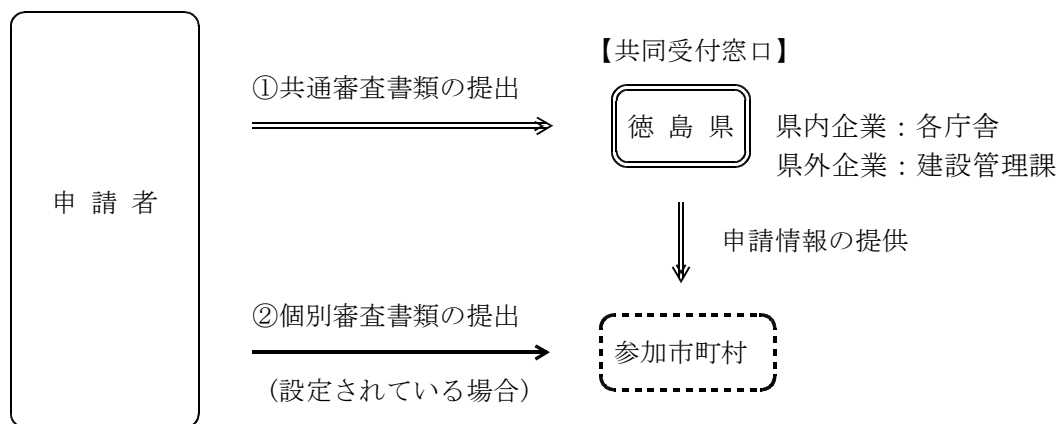 【共同受付窓口】
①共通審査書類の提出
徳島県
県内企業：各庁舎
県外企業：建設管理課
申請者
申請情報の提供
②個別審査書類の提出
（設定されている場合）
参加市町村